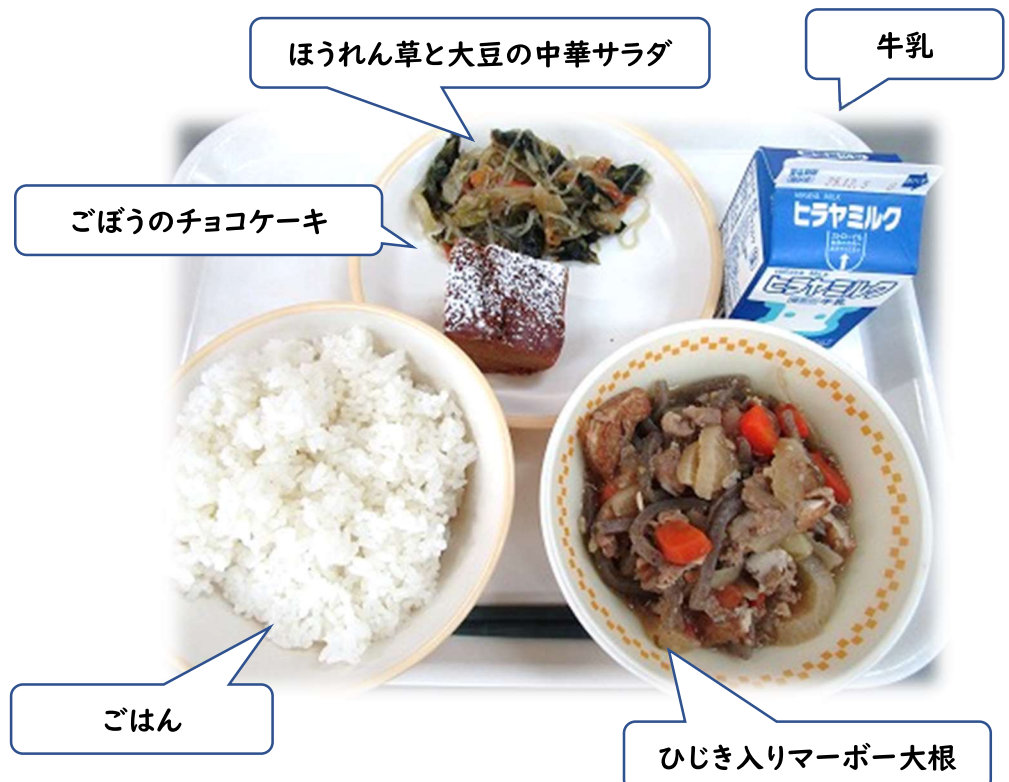 ほうれん草と大豆の中華サラダ
牛乳
ごぼうのチョコケーキ
ヒラヤミルク
ヒラヤミルク
ごはん
ひじき入りマーボー大根